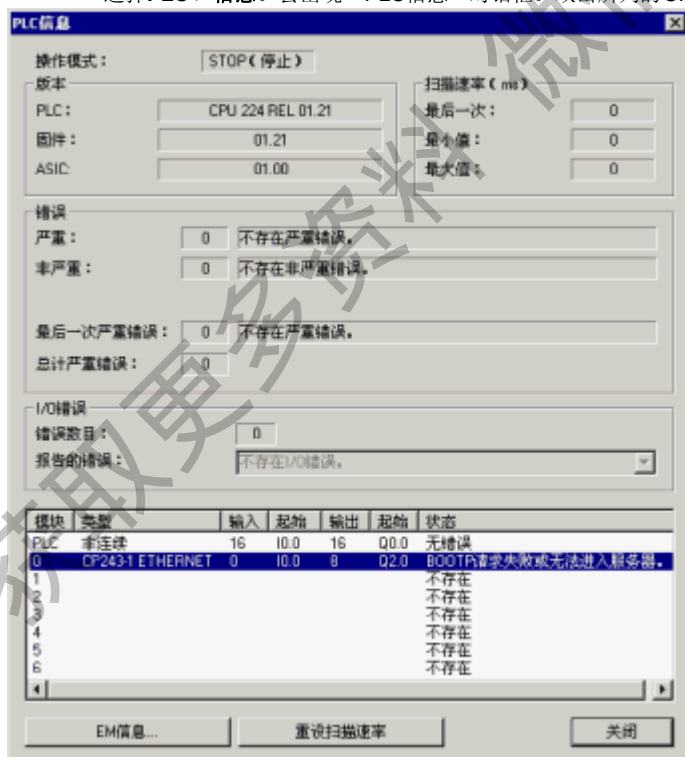 PLC信息
操作模式： STOP（停止）
版本
PLC： CPU 224 REL 01.21
固件： 01.21
ASIC: 01.00
扫描速率（ms）
最后一次： 0
最小值： 0
最大值： 0
错误
严重： 0 不存在严重错误。
非严重： 0 不存在非严重错误。
最后一次严重错误： 0 不存在严重错误。
总计严重错误： 0
I/O错误
错误数目： 0
报告的错误： 不存在I/O错误。
模块 类型 输入 起始 输出 起始 状态
PLC 非连续 16 I0.0 16 Q0.0 无错误
0 CP243-1 ETHERNET 0 I0.0 8 Q2.0 BOOTP请求失败或无法进入服务器。
1 不存在
2 不存在
3 不存在
4 不存在
5 不存在
6 不存在
EM信息... 重设扫描速率 关闭
获取更多资料 微